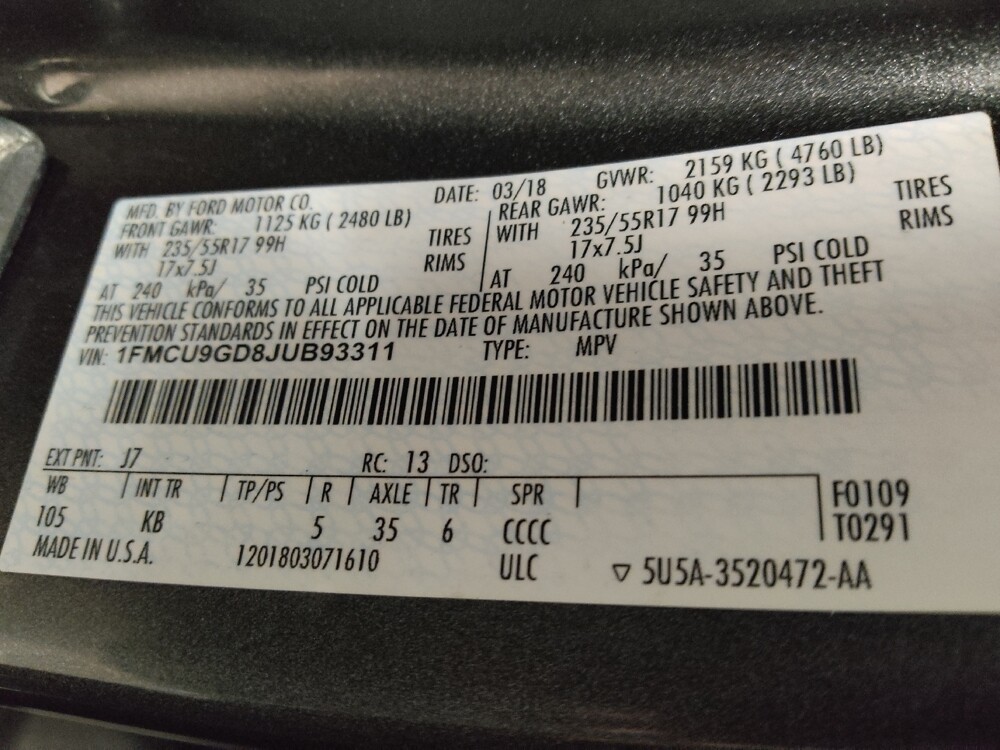 MFD. BY FORD MOTOR CO. DATE: 03/18 GVWR: 2159 KG ( 4760 LB)
FRONT GAWR: 1125 KG ( 2480 LB) REAR GAWR: 1040 KG ( 2293 LB)
WITH 235/55R17 99H TIRES WITH 235/55R17 99H TIRES
17x7.5J RIMS 17x7.5J RIMS
AT 240 kPa/ 35 PSI COLD AT 240 kPa/ 35 PSI COLD
THIS VEHICLE CONFORMS TO ALL APPLICABLE FEDERAL MOTOR VEHICLE SAFETY AND THEFT
PREVENTION STANDARDS IN EFFECT ON THE DATE OF MANUFACTURE SHOWN ABOVE.
VIN: 1FMCU9GD8JUB93311 TYPE: MPV
EXT PNT: J7 RC: 13 DSO:
WB INT TR TP/PS R AXLE TR SPR F0109
105 KB 5 35 6 CCCC T0291
MADE IN U.S.A. 1201803071610 ULC ▽ 5U5A-3520472-AA